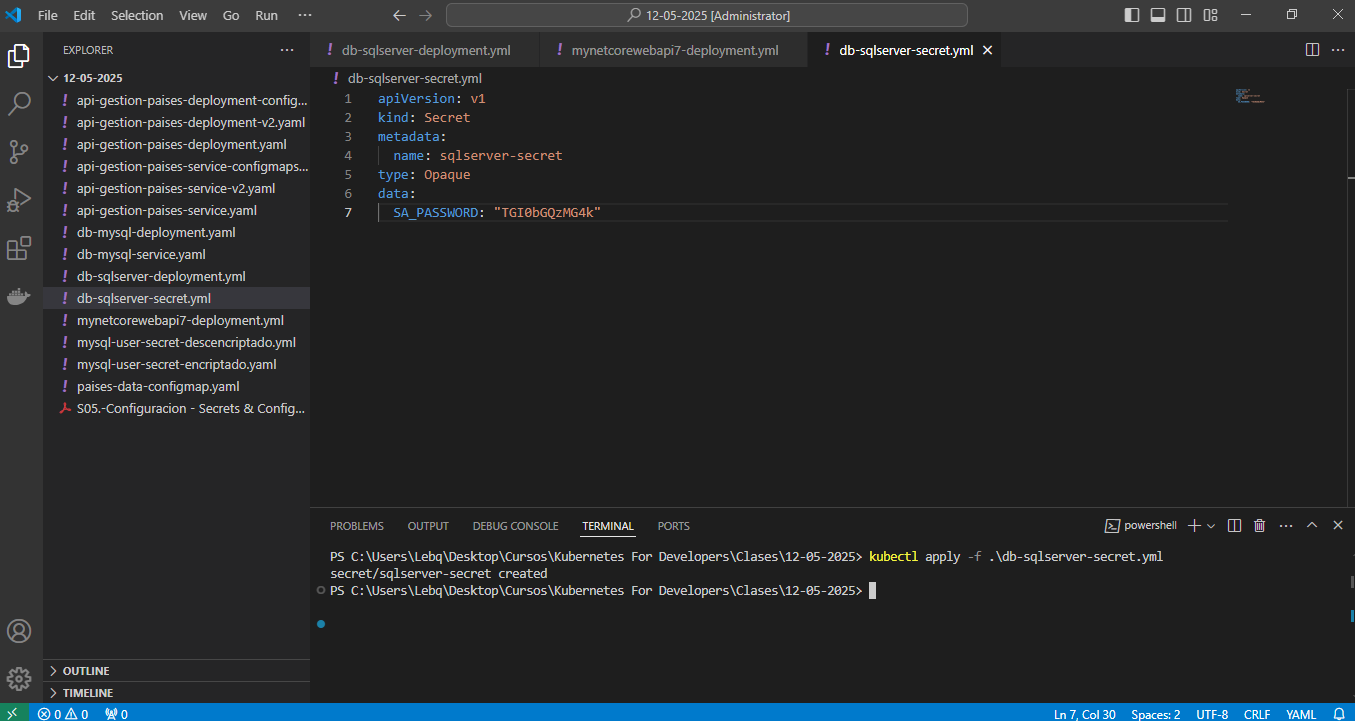 File Edit Selection View Go Run ···
12-05-2025 [Administrator]
EXPLORER ···
12-05-2025
api-gestion-paises-deployment-config...
api-gestion-paises-deployment-v2.yaml
api-gestion-paises-deployment.yaml
api-gestion-paises-service-configmaps...
api-gestion-paises-service-v2.yaml
api-gestion-paises-service.yaml
db-mysql-deployment.yaml
db-mysql-service.yaml
db-sqlserver-deployment.yml
db-sqlserver-secret.yml
mynetcorewebapi7-deployment.yml
mysql-user-secret-descencriptado.yml
mysql-user-secret-encriptado.yaml
paises-data-configmap.yaml
S05.-Configuracion - Secrets & Config...
OUTLINE
TIMELINE
db-sqlserver-deployment.yml mynetcorewebapi7-deployment.yml db-sqlserver-secret.yml
db-sqlserver-secret.yml
1 apiVersion: v1
2 kind: Secret
3 metadata:
4 name: sqlserver-secret
5 type: Opaque
6 data:
7 SA_PASSWORD: "TGI0bGQzMG4k"
PROBLEMS OUTPUT DEBUG CONSOLE TERMINAL PORTS powershell
PS C:\Users\Lebq\Desktop\Cursos\Kubernetes For Developers\Clases\12-05-2025> kubectl apply -f .\db-sqlserver-secret.yml
secret/sqlserver-secret created
PS C:\Users\Lebq\Desktop\Cursos\Kubernetes For Developers\Clases\12-05-2025>
0 0 0 Ln 7, Col 30 Spaces: 2 UTF-8 CRLF YAML